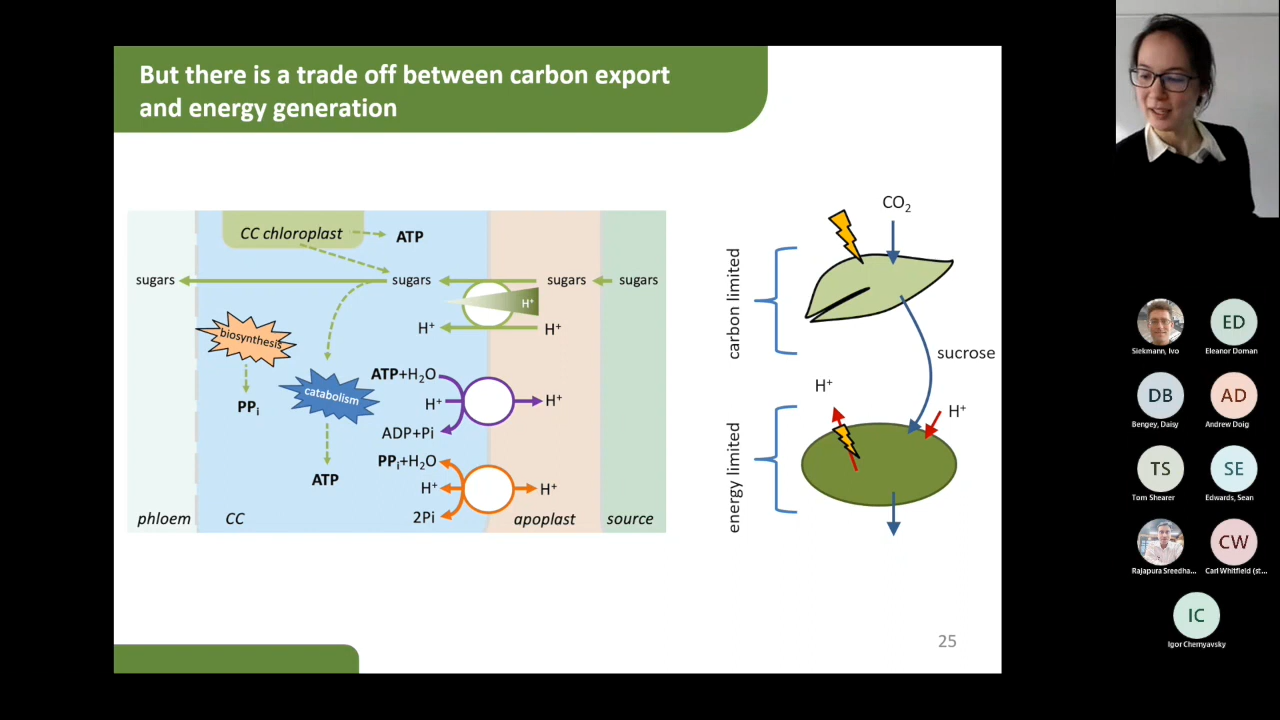 But there is a trade off between carbon export
and energy generation
CC chloroplast
ATP
sugars
sugars
sugars
sugars
H⁺
H⁺
H⁺
biosynthesis
PPᵢ
catabolism
ATP
ATP+H₂O
H⁺
H⁺
ADP+Pi
PPᵢ+H₂O
H⁺
H⁺
2Pi
phloem
CC
apoplast
source
CO₂
carbon limited
sucrose
H⁺
H⁺
energy limited
25
Siekmann, Ivo
ED
Eleanor Doman
DB
Bengey, Daisy
AD
Andrew Doig
TS
Tom Shearer
SE
Edwards, Sean
Rajapura Sreedha...
CW
Carl Whitfield (st...
IC
Igor Chernyavsky